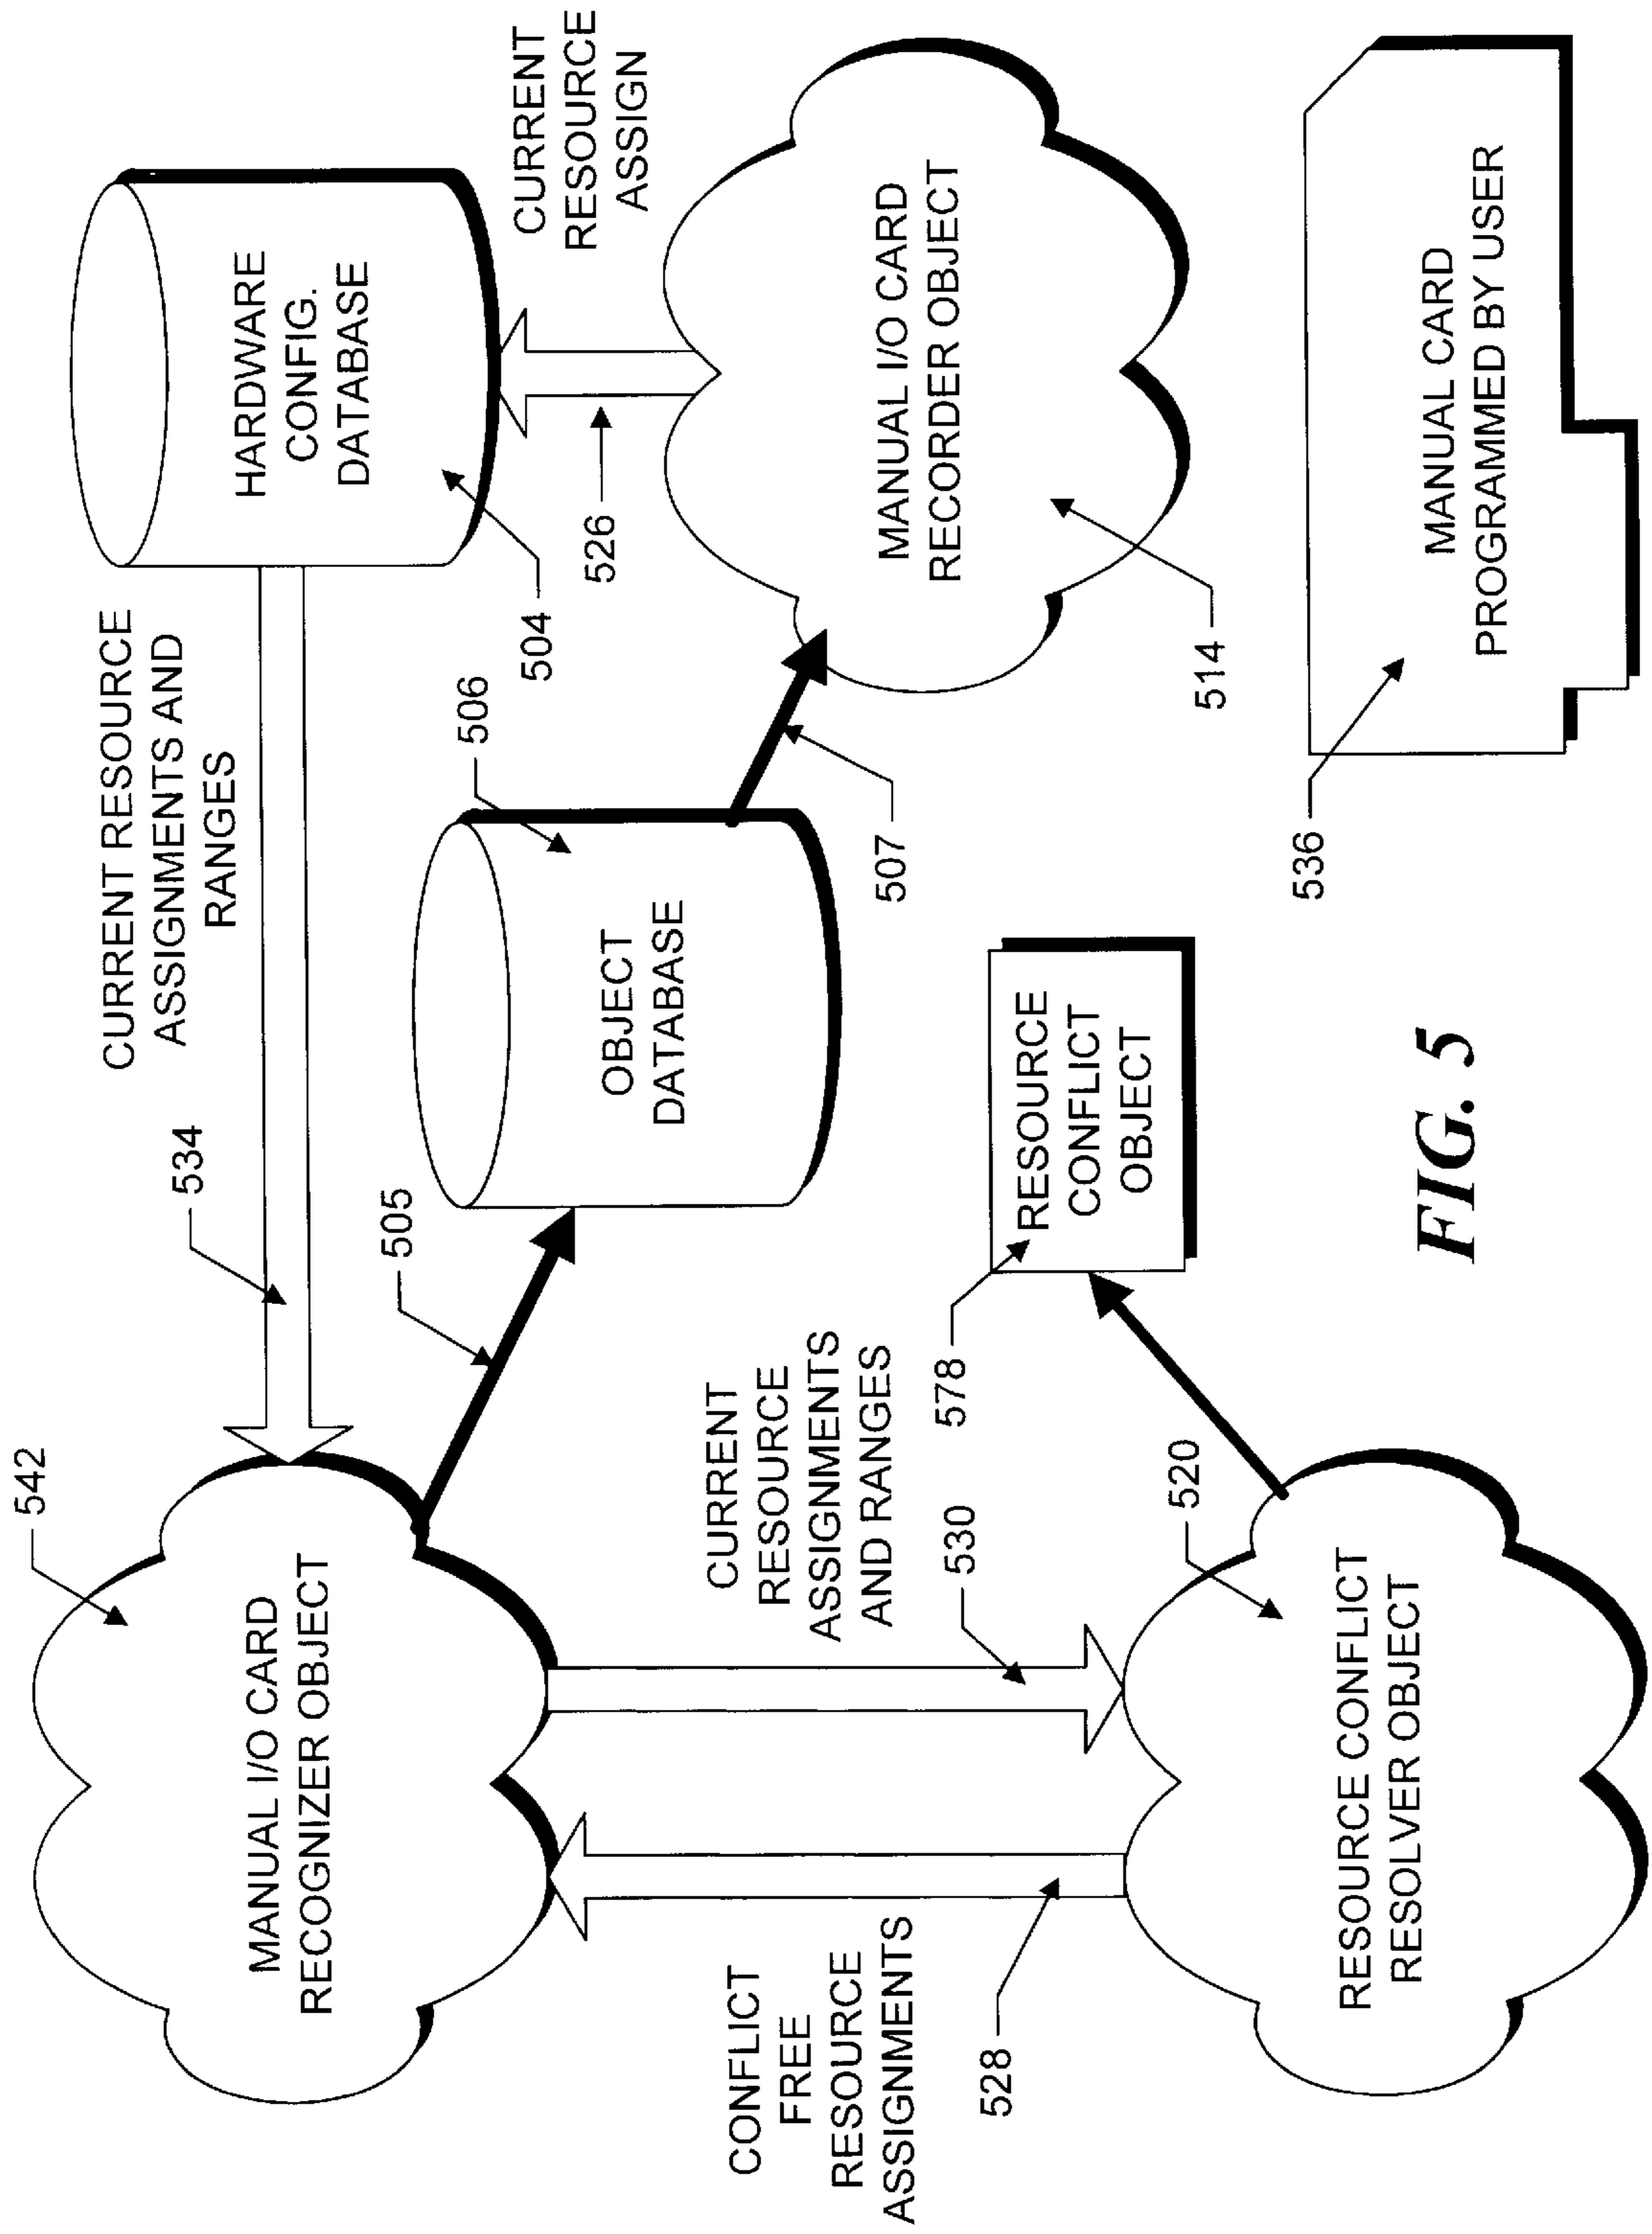 542
MANUAL I/O CARD
RECOGNIZER OBJECT
534
CURRENT RESOURCE
ASSIGNMENTS AND
RANGES
HARDWARE
CONFIG.
DATABASE
504
505
506
OBJECT
DATABASE
507
526
CURRENT
RESOURCE
ASSIGN
MANUAL I/O CARD
RECORDER OBJECT
514
CONFLICT
FREE
RESOURCE
ASSIGNMENTS
528
CURRENT
RESOURCE
ASSIGNMENTS
AND RANGES
530
578
RESOURCE
CONFLICT
OBJECT
520
RESOURCE CONFLICT
RESOLVER OBJECT
536
MANUAL CARD
PROGRAMMED BY USER
FIG. 5